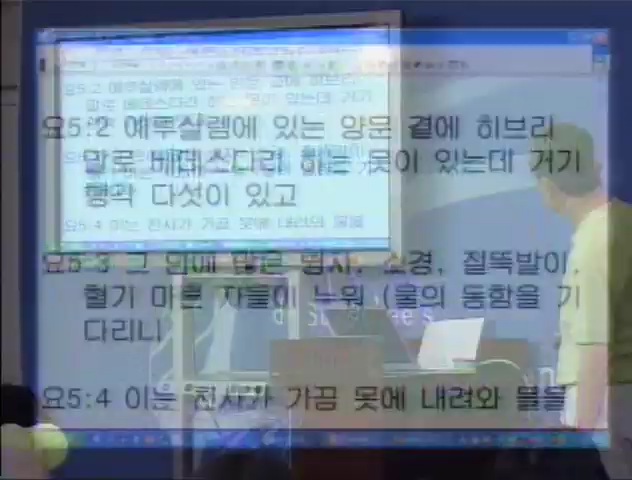 요5:2 예루살렘에 있는 양문 곁에 히브리
말로 베데스다라 하는 못이 있는데 거기
행각 다섯이 있고
요5:3 그 안에 많은 병자, 소경, 절뚝발이,
혈기 마른 자들이 누워 (물의 동함을 기
다리니
요5:4 이는 천사가 가끔 못에 내려와 물을